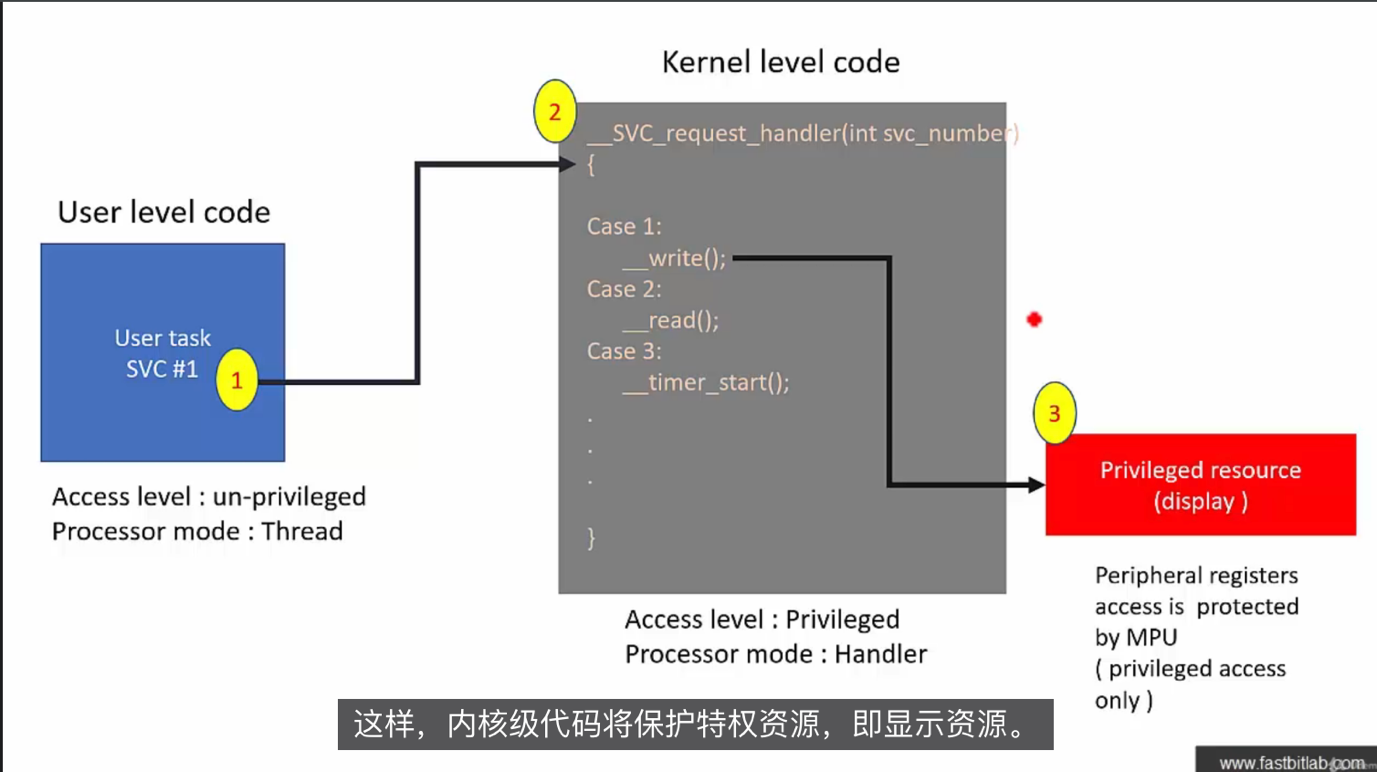 Kernel level code
2
__SVC_request_handler(int svc_number)
{
Case 1:
__write();
Case 2:
__read();
Case 3:
__timer_start();
.
.
.
}
Access level : Privileged
Processor mode : Handler
User level code
User task
SVC #1
1
Access level : un-privileged
Processor mode : Thread
3
Privileged resource
(display )
Peripheral registers
access is protected
by MPU
( privileged access
only )
这样，内核级代码将保护特权资源，即显示资源。
www.fastbitlab.com